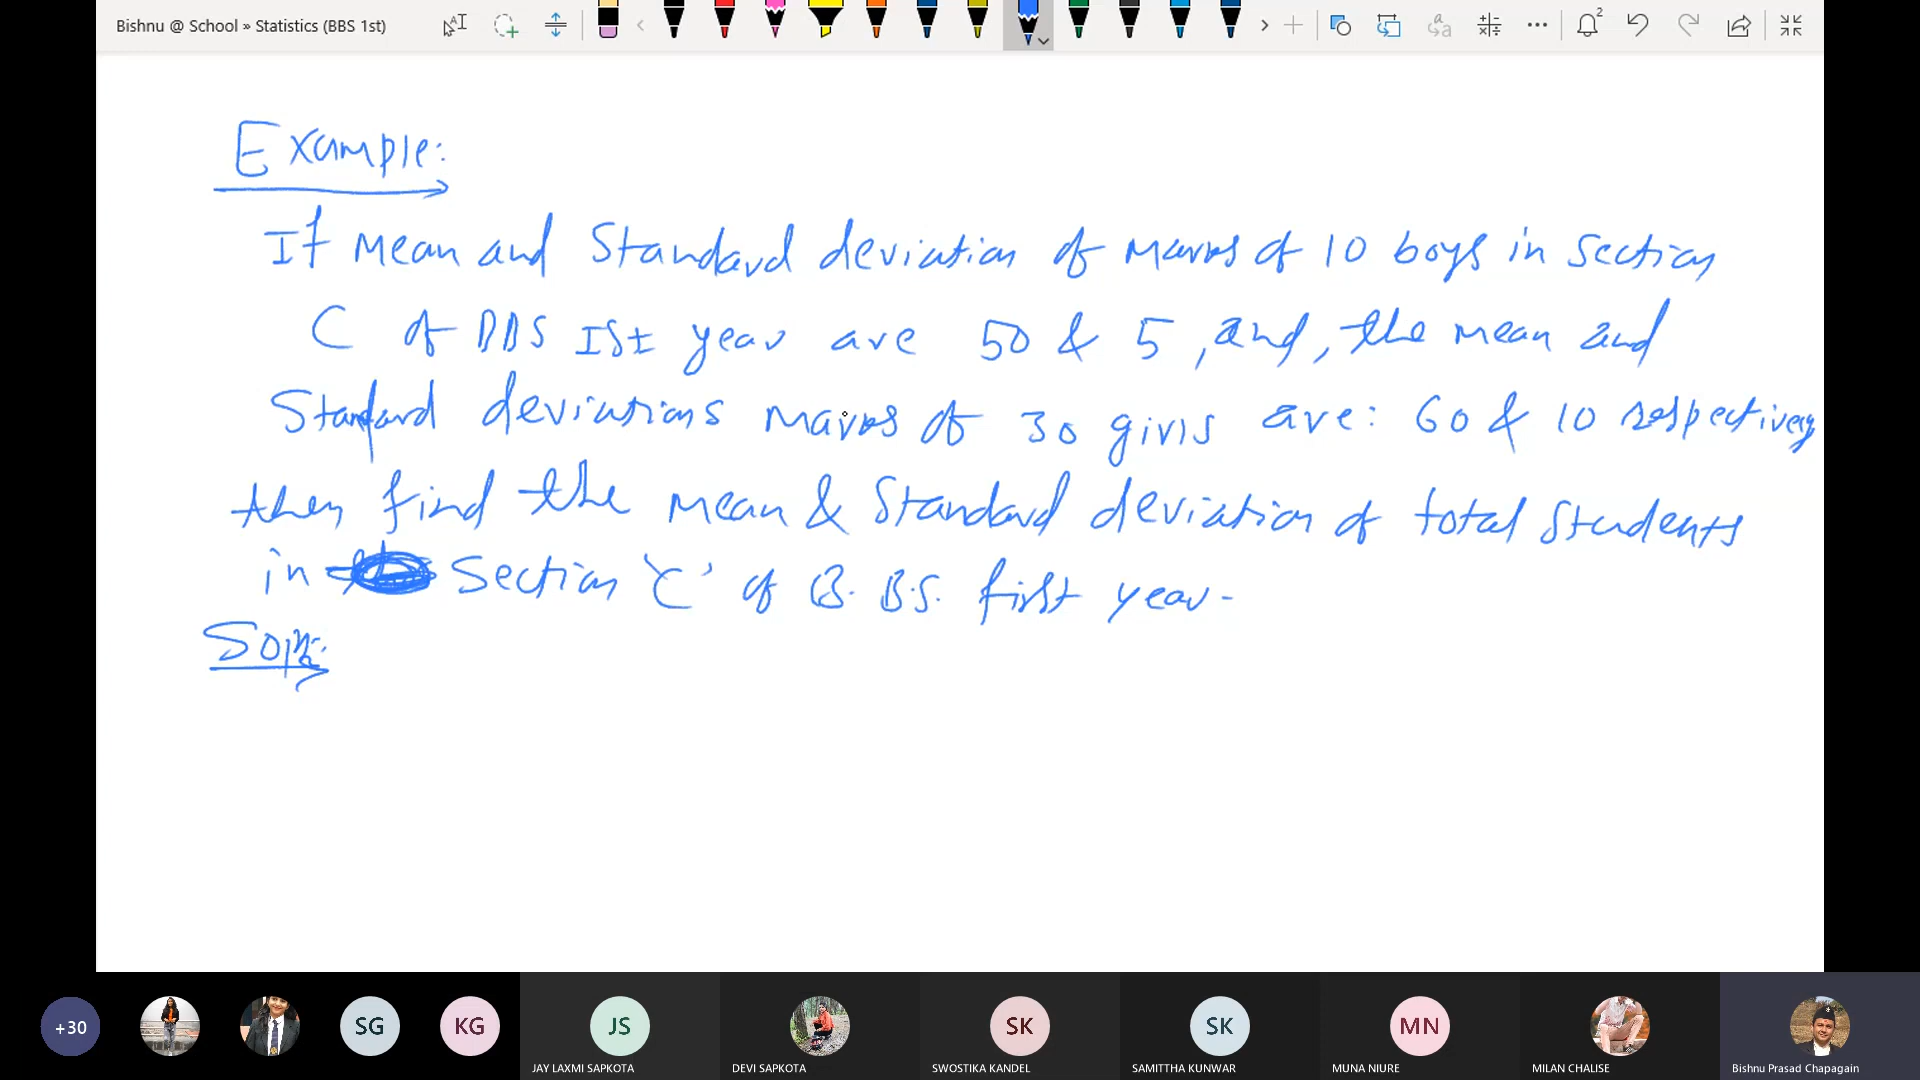 Bishnu @ School » Statistics (BBS 1st)
Example:
If Mean and Standard deviation of Marks of 10 boys in Section
C of BBS Ist year are 50 & 5, and, the mean and
Standard deviations Marks of 30 girls are: 60 & 10 respectively
then find the Mean & Standard deviation of total Students
in Section 'C' of B.B.S. first year.
Soln:
+30
SG
KG
JS
SK
SK
MN
JAY LAXMI SAPKOTA
DEVI SAPKOTA
SWOSTIKA KANDEL
SAMITTHA KUNWAR
MUNA NIURE
MILAN CHALISE
Bishnu Prasad Chapagain